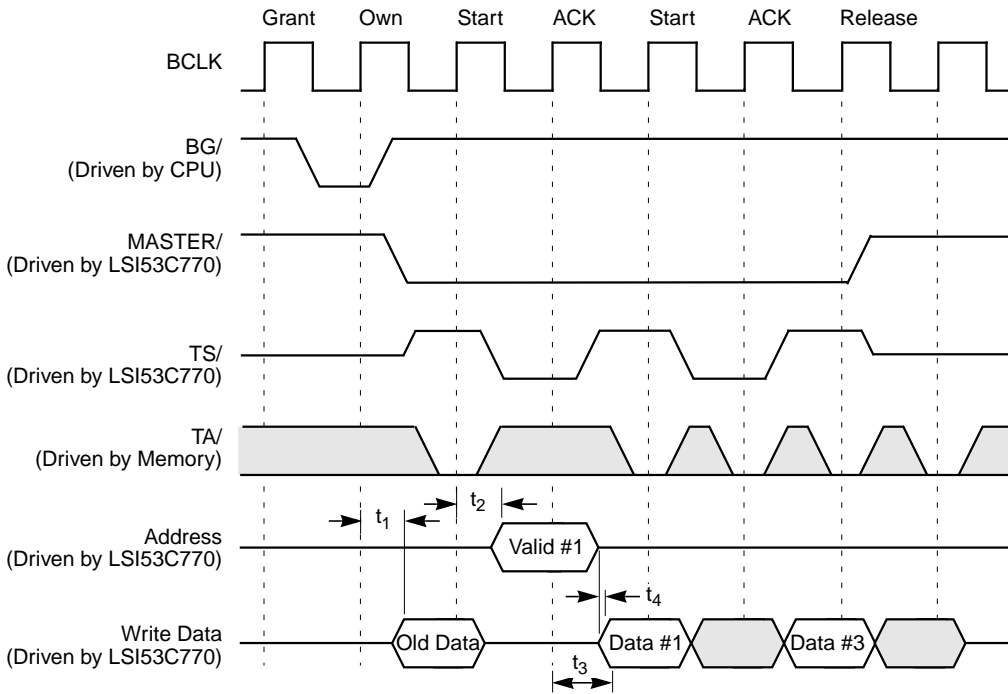 Grant Own Start ACK Start ACK Release
BCLK
BG/
(Driven by CPU)
MASTER/
(Driven by LSI53C770)
TS/
(Driven by LSI53C770)
TA/
(Driven by Memory)
t1 t2
Address
(Driven by LSI53C770)
Valid #1
t4
Write Data
(Driven by LSI53C770)
Old Data Data #1 Data #3
t3